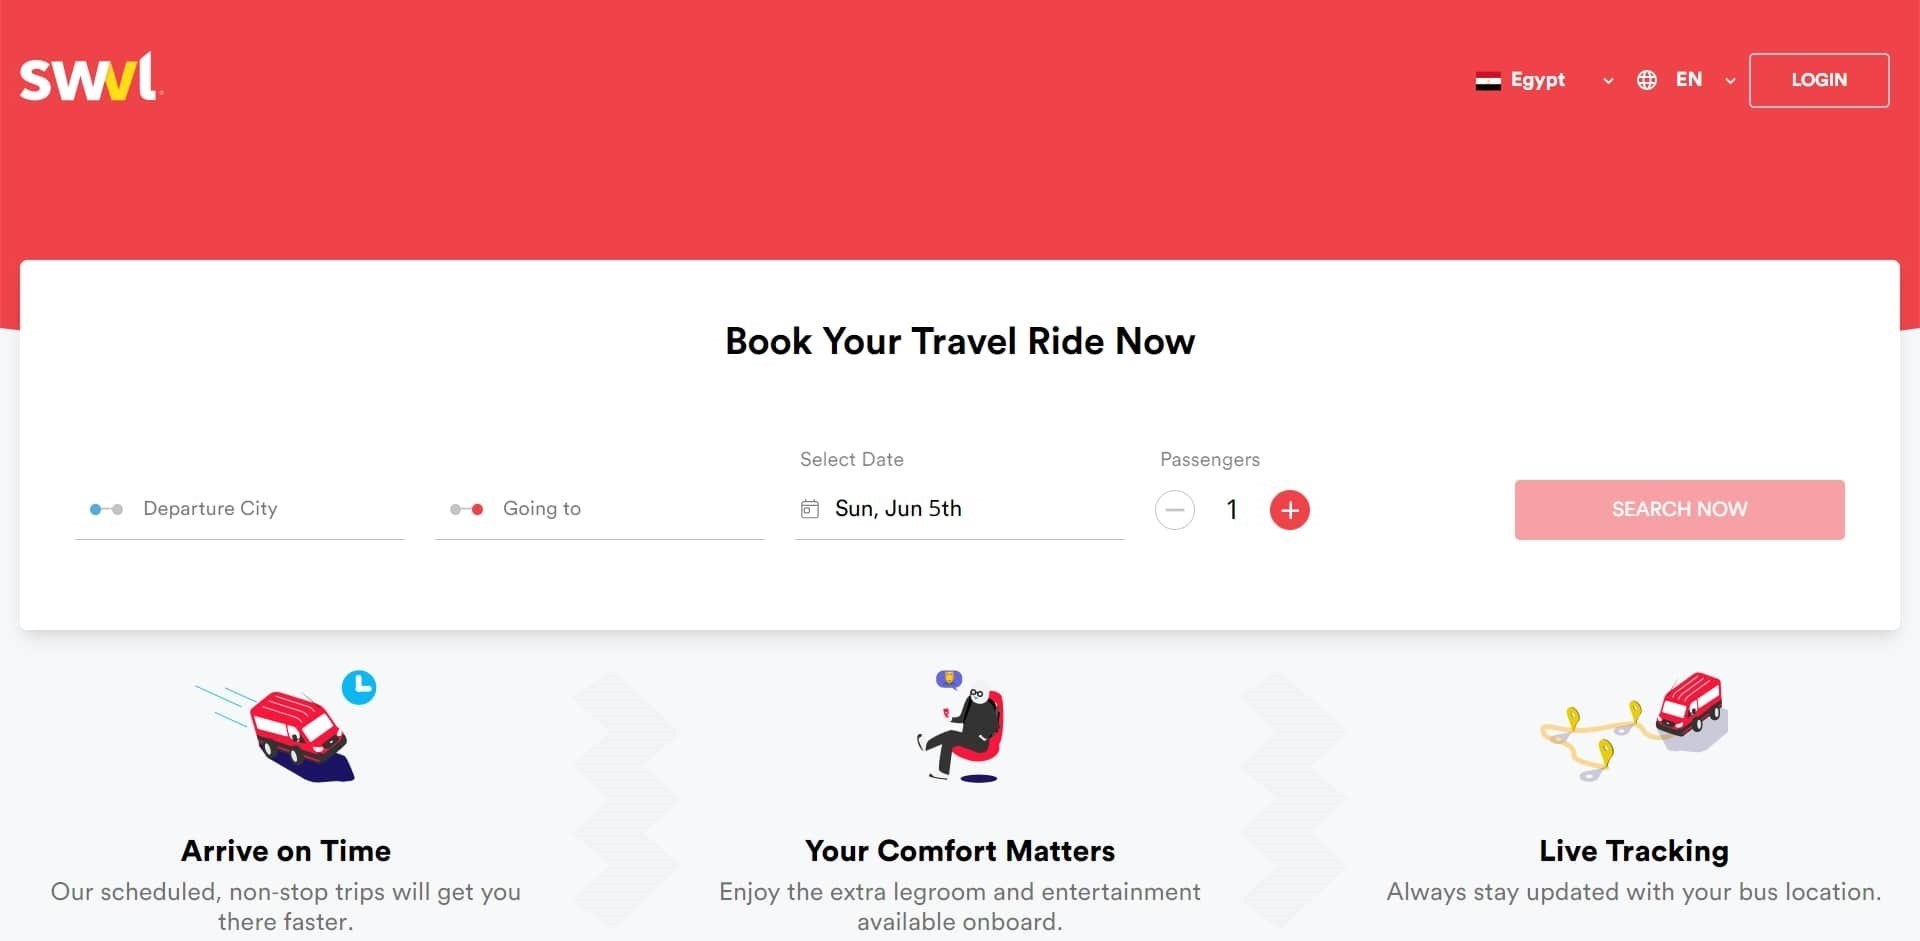 swvl
Egypt
EN
LOGIN
Book Your Travel Ride Now
Select Date
Passengers
Departure City
Going to
Sun, Jun 5th
1
SEARCH NOW
Arrive on Time
Our scheduled, non-stop trips will get you
there faster.
Your Comfort Matters
Enjoy the extra legroom and entertainment
available onboard.
Live Tracking
Always stay updated with your bus location.